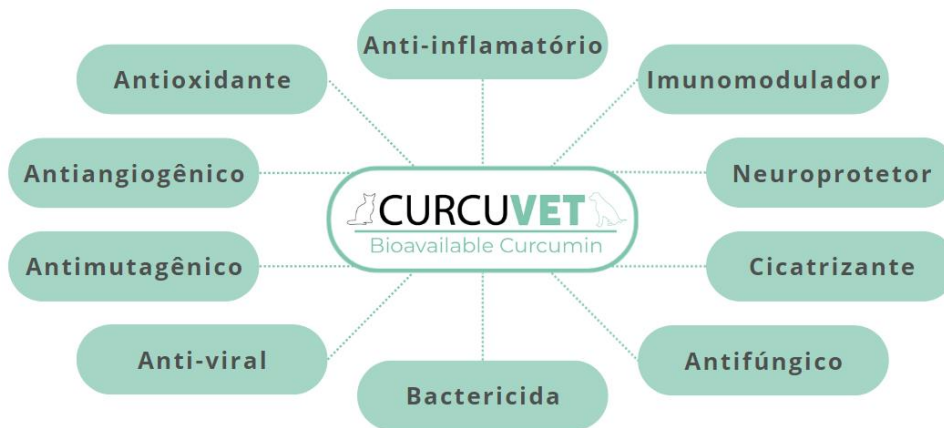 Anti-inflamatório
Antioxidante
Imunomodulador
Antiangiogênico
Neuroprotetor
CURCUVET
Bioavailable Curcumin
Antimutagênico
Cicatrizante
Anti-viral
Antifúngico
Bactericida